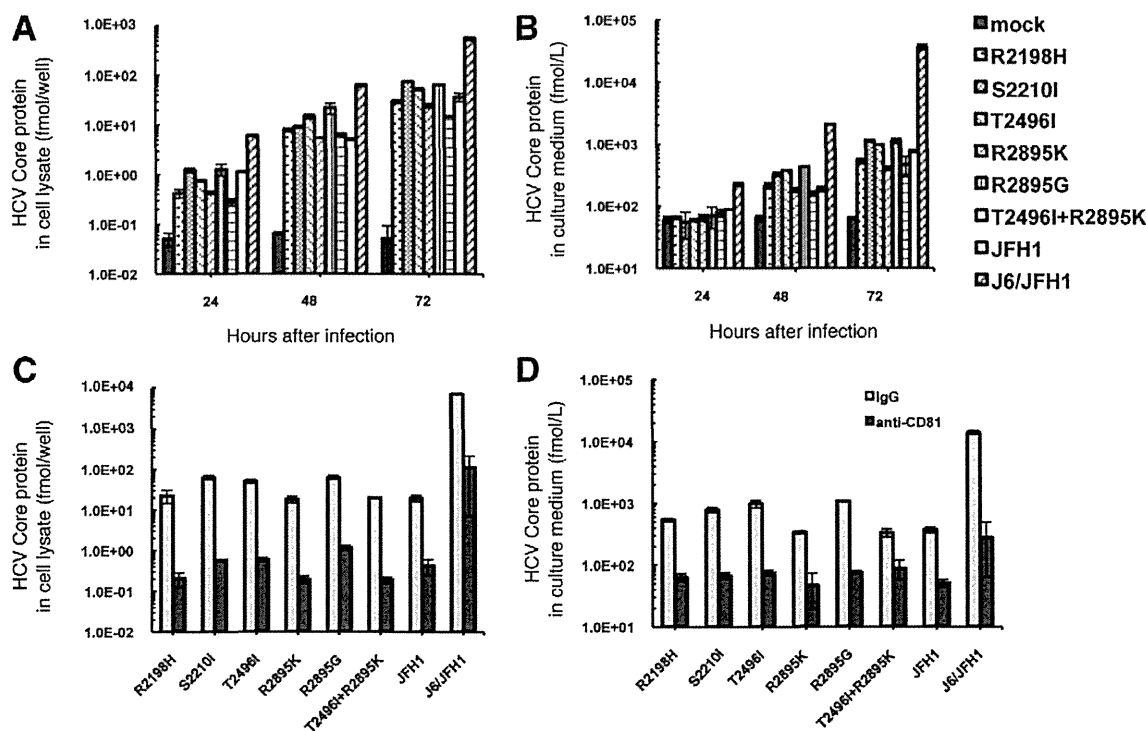 A
HCV Core protein
in cell lysate (fmol/well)
1.0E+03
1.0E+02
1.0E+01
1.0E+00
1.0E-01
1.0E-02
24
48
72
Hours after infection
B
HCV Core protein
in culture medium (fmol/L)
1.0E+05
1.0E+04
1.0E+03
1.0E+02
1.0E+01
24
48
72
Hours after infection
mock
R2198H
S2210I
T2496I
R2895K
R2895G
T2496I+R2895K
JFH1
J6/JFH1
C
HCV Core protein
in cell lysate (fmol/well)
1.0E+04
1.0E+03
1.0E+02
1.0E+01
1.0E+00
1.0E-01
1.0E-02
R2198H
S2210I
T2496I
R2895K
R2895G
T2496I+R2895K
JFH1
J6/JFH1
D
HCV Core protein
in culture medium (fmol/L)
1.0E+05
1.0E+04
1.0E+03
1.0E+02
1.0E+01
IgG
anti-CD81
R2198H
S2210I
T2496I
R2895K
R2895G
T2496I+R2895K
JFH1
J6/JFH1